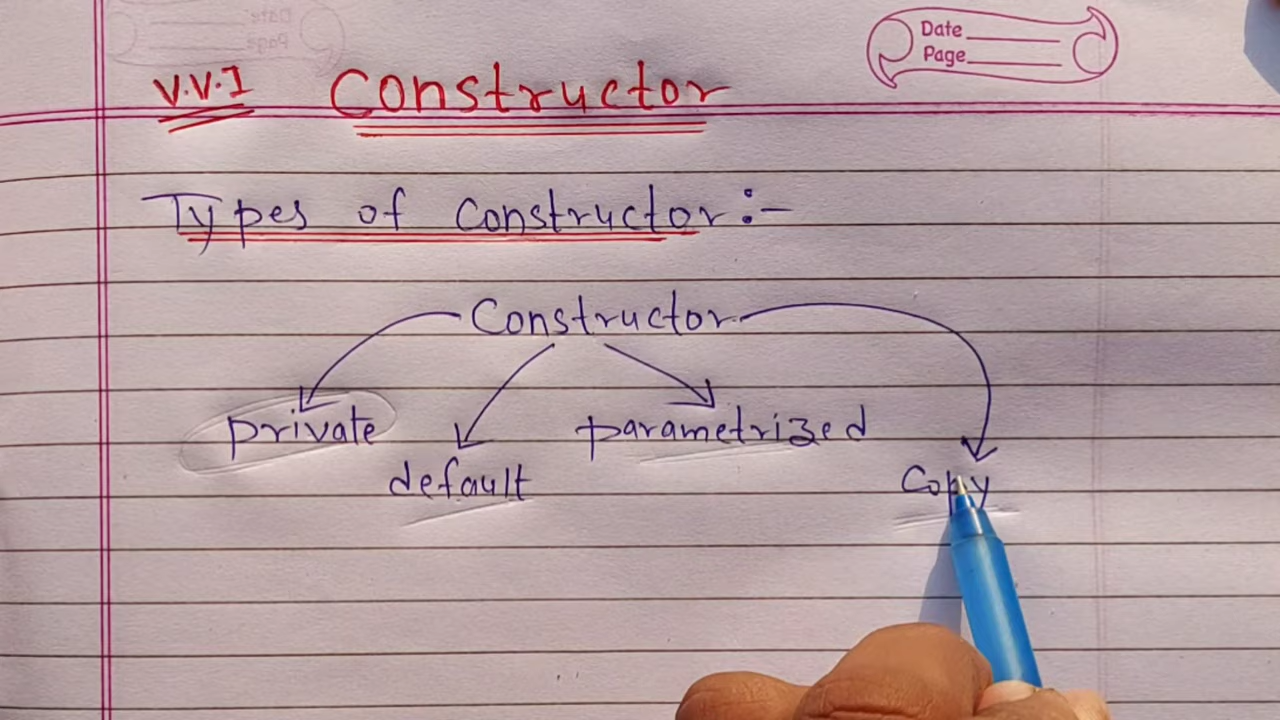 Date
Page
V.V.I Constructor
Types of Constructor:-
Constructor
private parametrized
default Copy